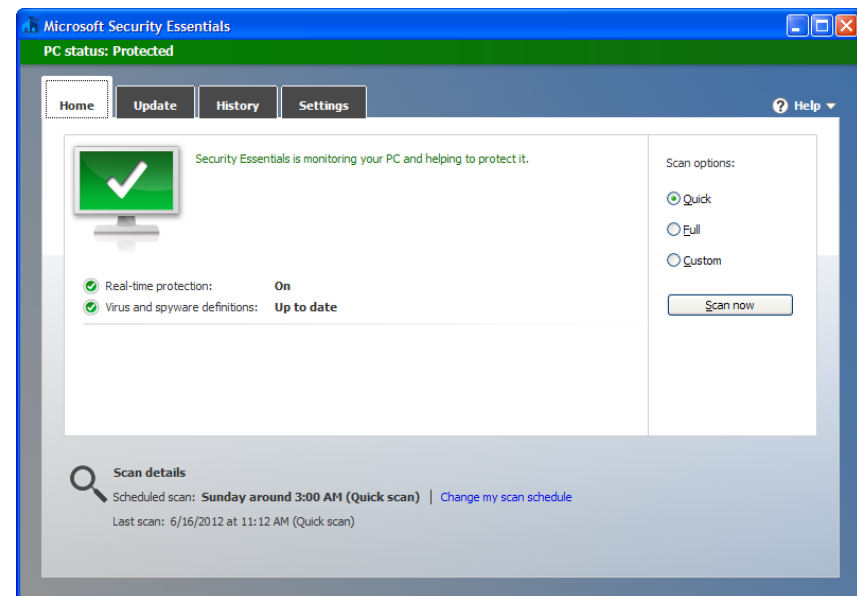 Microsoft Security Essentials
PC status: Protected
Home Update History Settings Help
Security Essentials is monitoring your PC and helping to protect it.
Real-time protection: On
Virus and spyware definitions: Up to date
Scan options:
Quick
Full
Custom
Scan now
Scan details
Scheduled scan: Sunday around 3:00 AM (Quick scan) | Change my scan schedule
Last scan: 6/16/2012 at 11:12 AM (Quick scan)